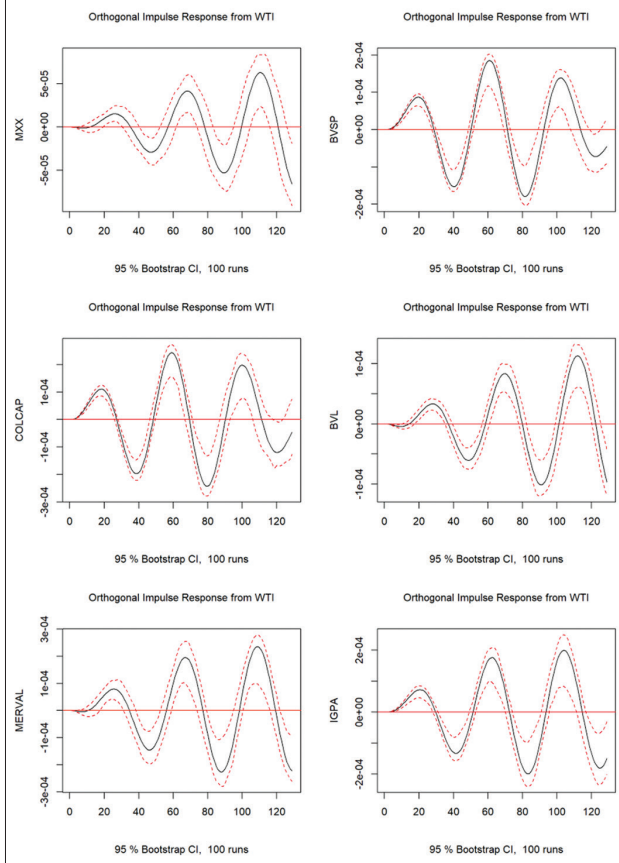 Orthogonal Impulse Response from WTI
MXX
5e-05
0e+00
-5e-05
0 20 40 60 80 100 120
95 % Bootstrap CI, 100 runs
Orthogonal Impulse Response from WTI
BVSP
2e-04
1e-04
0e+00
-2e-04
0 20 40 60 80 100 120
95 % Bootstrap CI, 100 runs
Orthogonal Impulse Response from WTI
COLCAP
1e-04
-1e-04
-3e-04
0 20 40 60 80 100 120
95 % Bootstrap CI, 100 runs
Orthogonal Impulse Response from WTI
BVL
1e-04
0e+00
-1e-04
0 20 40 60 80 100 120
95 % Bootstrap CI, 100 runs
Orthogonal Impulse Response from WTI
MERVAL
3e-04
1e-04
-1e-04
-3e-04
0 20 40 60 80 100 120
95 % Bootstrap CI, 100 runs
Orthogonal Impulse Response from WTI
IGPA
2e-04
0e+00
-2e-04
0 20 40 60 80 100 120
95 % Bootstrap CI, 100 runs